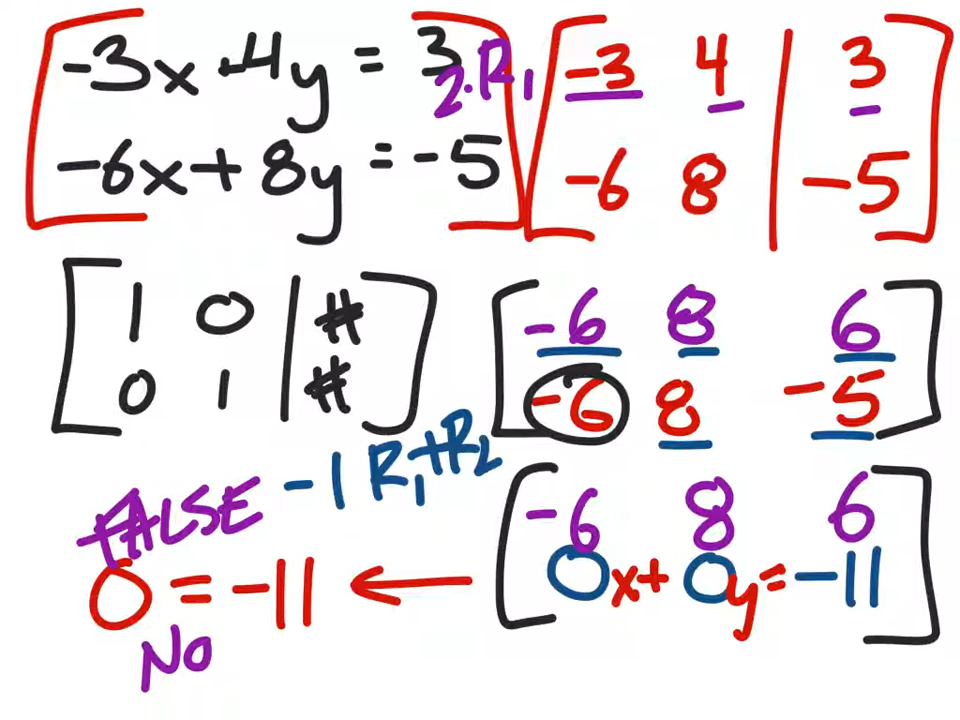 -3x+4y = 3
-6x+8y = -5
2·R1
-3 4 | 3
-6 8 | -5
1 0 | #
0 1 | #
-6 8 6
-6 8 -5
-1 R1+R2
-6 8 6
0x+ 0y = -11
FALSE
0 = -11
NO